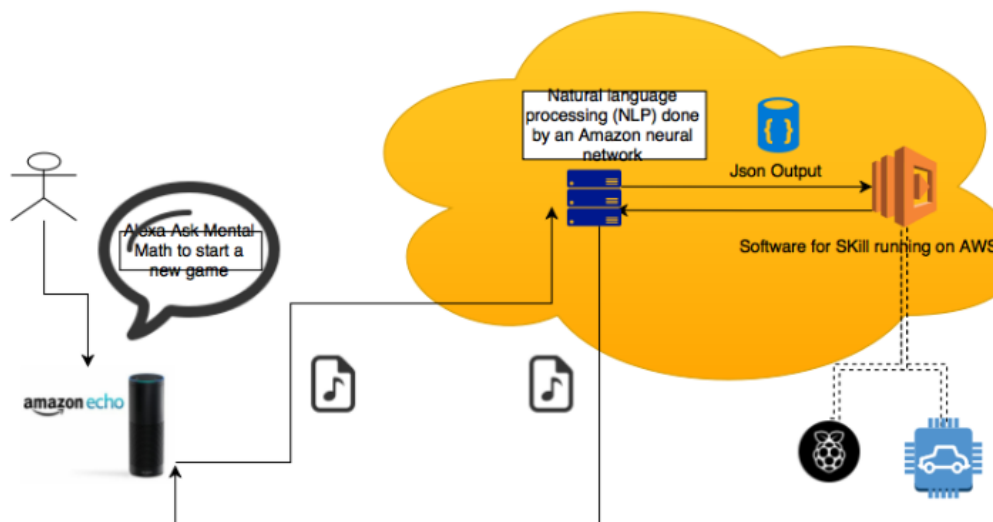 Natural language
processing (NLP) done
by an Amazon neural
network
{ }
Json Output
Alexa Ask Mental
Math to start a
new game
Software for SKill running on AWS
amazon echo